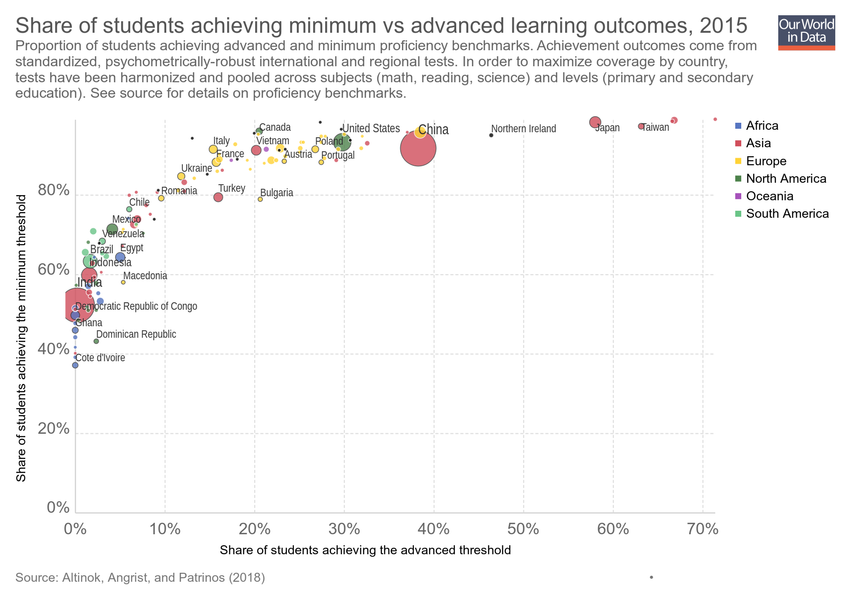 Share of students achieving minimum vs advanced learning outcomes, 2015
Our World
in Data
Proportion of students achieving advanced and minimum proficiency benchmarks. Achievement outcomes come from
standardized, psychometrically-robust international and regional tests. In order to maximize coverage by country,
tests have been harmonized and pooled across subjects (math, reading, science) and levels (primary and secondary
education). See source for details on proficiency benchmarks.
Share of students achieving the minimum threshold
80%
60%
40%
20%
0%
Canada
United States
China
Northern Ireland
Japan
Taiwan
Italy
Vietnam
Poland
France
Austria
Portugal
Ukraine
Romania
Turkey
Bulgaria
Chile
Mexico
Venezuela
Brazil
Egypt
Indonesia
Macedonia
India
Democratic Republic of Congo
Ghana
Dominican Republic
Cote d'Ivoire
Africa
Asia
Europe
North America
Oceania
South America
0%
10%
20%
30%
40%
50%
60%
70%
Share of students achieving the advanced threshold
Source: Altinok, Angrist, and Patrinos (2018)